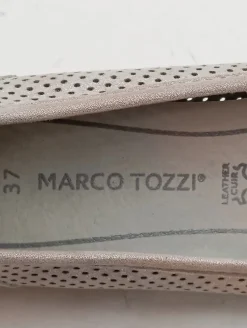 37
MARCO TOZZI®
LEATHER
CUIR